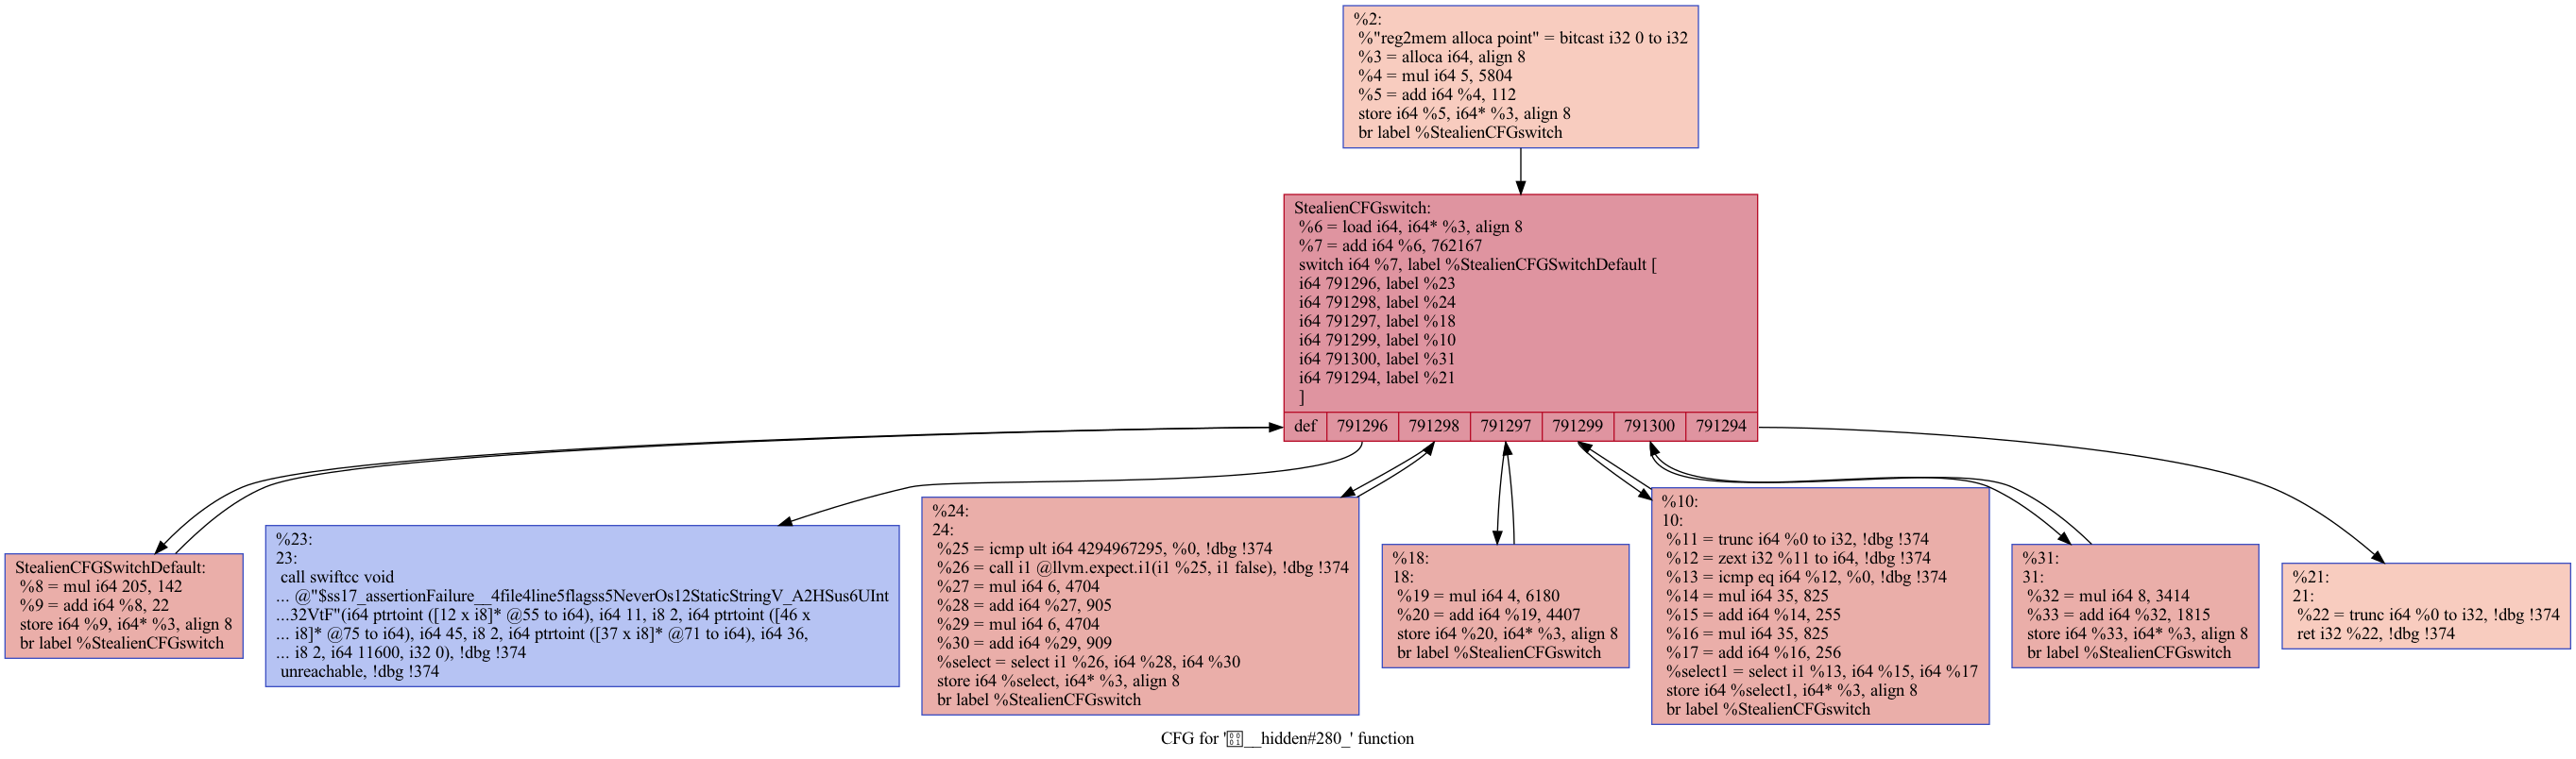 %2:
%"reg2mem alloca point" = bitcast i32 0 to i32
%3 = alloca i64, align 8
%4 = mul i64 5, 5804
%5 = add i64 %4, 112
store i64 %5, i64* %3, align 8
br label %StealienCFGswitch
StealienCFGswitch:
%6 = load i64, i64* %3, align 8
%7 = add i64 %6, 762167
switch i64 %7, label %StealienCFGSwitchDefault [
i64 791296, label %23
i64 791298, label %24
i64 791297, label %18
i64 791299, label %10
i64 791300, label %31
i64 791294, label %21
]
def 791296 791298 791297 791299 791300 791294
StealienCFGSwitchDefault:
%8 = mul i64 205, 142
%9 = add i64 %8, 22
store i64 %9, i64* %3, align 8
br label %StealienCFGswitch
%23:
23:
call swiftcc void
... @"$ss17_assertionFailure__4file4line5flagss5NeverOs12StaticStringV_A2HSus6UInt
...32VtF"(i64 ptrtoint ([12 x i8]* @55 to i64), i64 11, i8 2, i64 ptrtoint ([46 x
... i8]* @75 to i64), i64 45, i8 2, i64 ptrtoint ([37 x i8]* @71 to i64), i64 36,
... i8 2, i64 11600, i32 0), !dbg !374
unreachable, !dbg !374
%24:
24:
%25 = icmp ult i64 4294967295, %0, !dbg !374
%26 = call i1 @llvm.expect.i1(i1 %25, i1 false), !dbg !374
%27 = mul i64 6, 4704
%28 = add i64 %27, 905
%29 = mul i64 6, 4704
%30 = add i64 %29, 909
%select = select i1 %26, i64 %28, i64 %30
store i64 %select, i64* %3, align 8
br label %StealienCFGswitch
%18:
18:
%19 = mul i64 4, 6180
%20 = add i64 %19, 4407
store i64 %20, i64* %3, align 8
br label %StealienCFGswitch
%10:
10:
%11 = trunc i64 %0 to i32, !dbg !374
%12 = zext i32 %11 to i64, !dbg !374
%13 = icmp eq i64 %12, %0, !dbg !374
%14 = mul i64 35, 825
%15 = add i64 %14, 255
%16 = mul i64 35, 825
%17 = add i64 %16, 256
%select1 = select i1 %13, i64 %15, i64 %17
store i64 %select1, i64* %3, align 8
br label %StealienCFGswitch
%31:
31:
%32 = mul i64 8, 3414
%33 = add i64 %32, 1815
store i64 %33, i64* %3, align 8
br label %StealienCFGswitch
%21:
21:
%22 = trunc i64 %0 to i32, !dbg !374
ret i32 %22, !dbg !374
CFG for '__hidden#280_' function